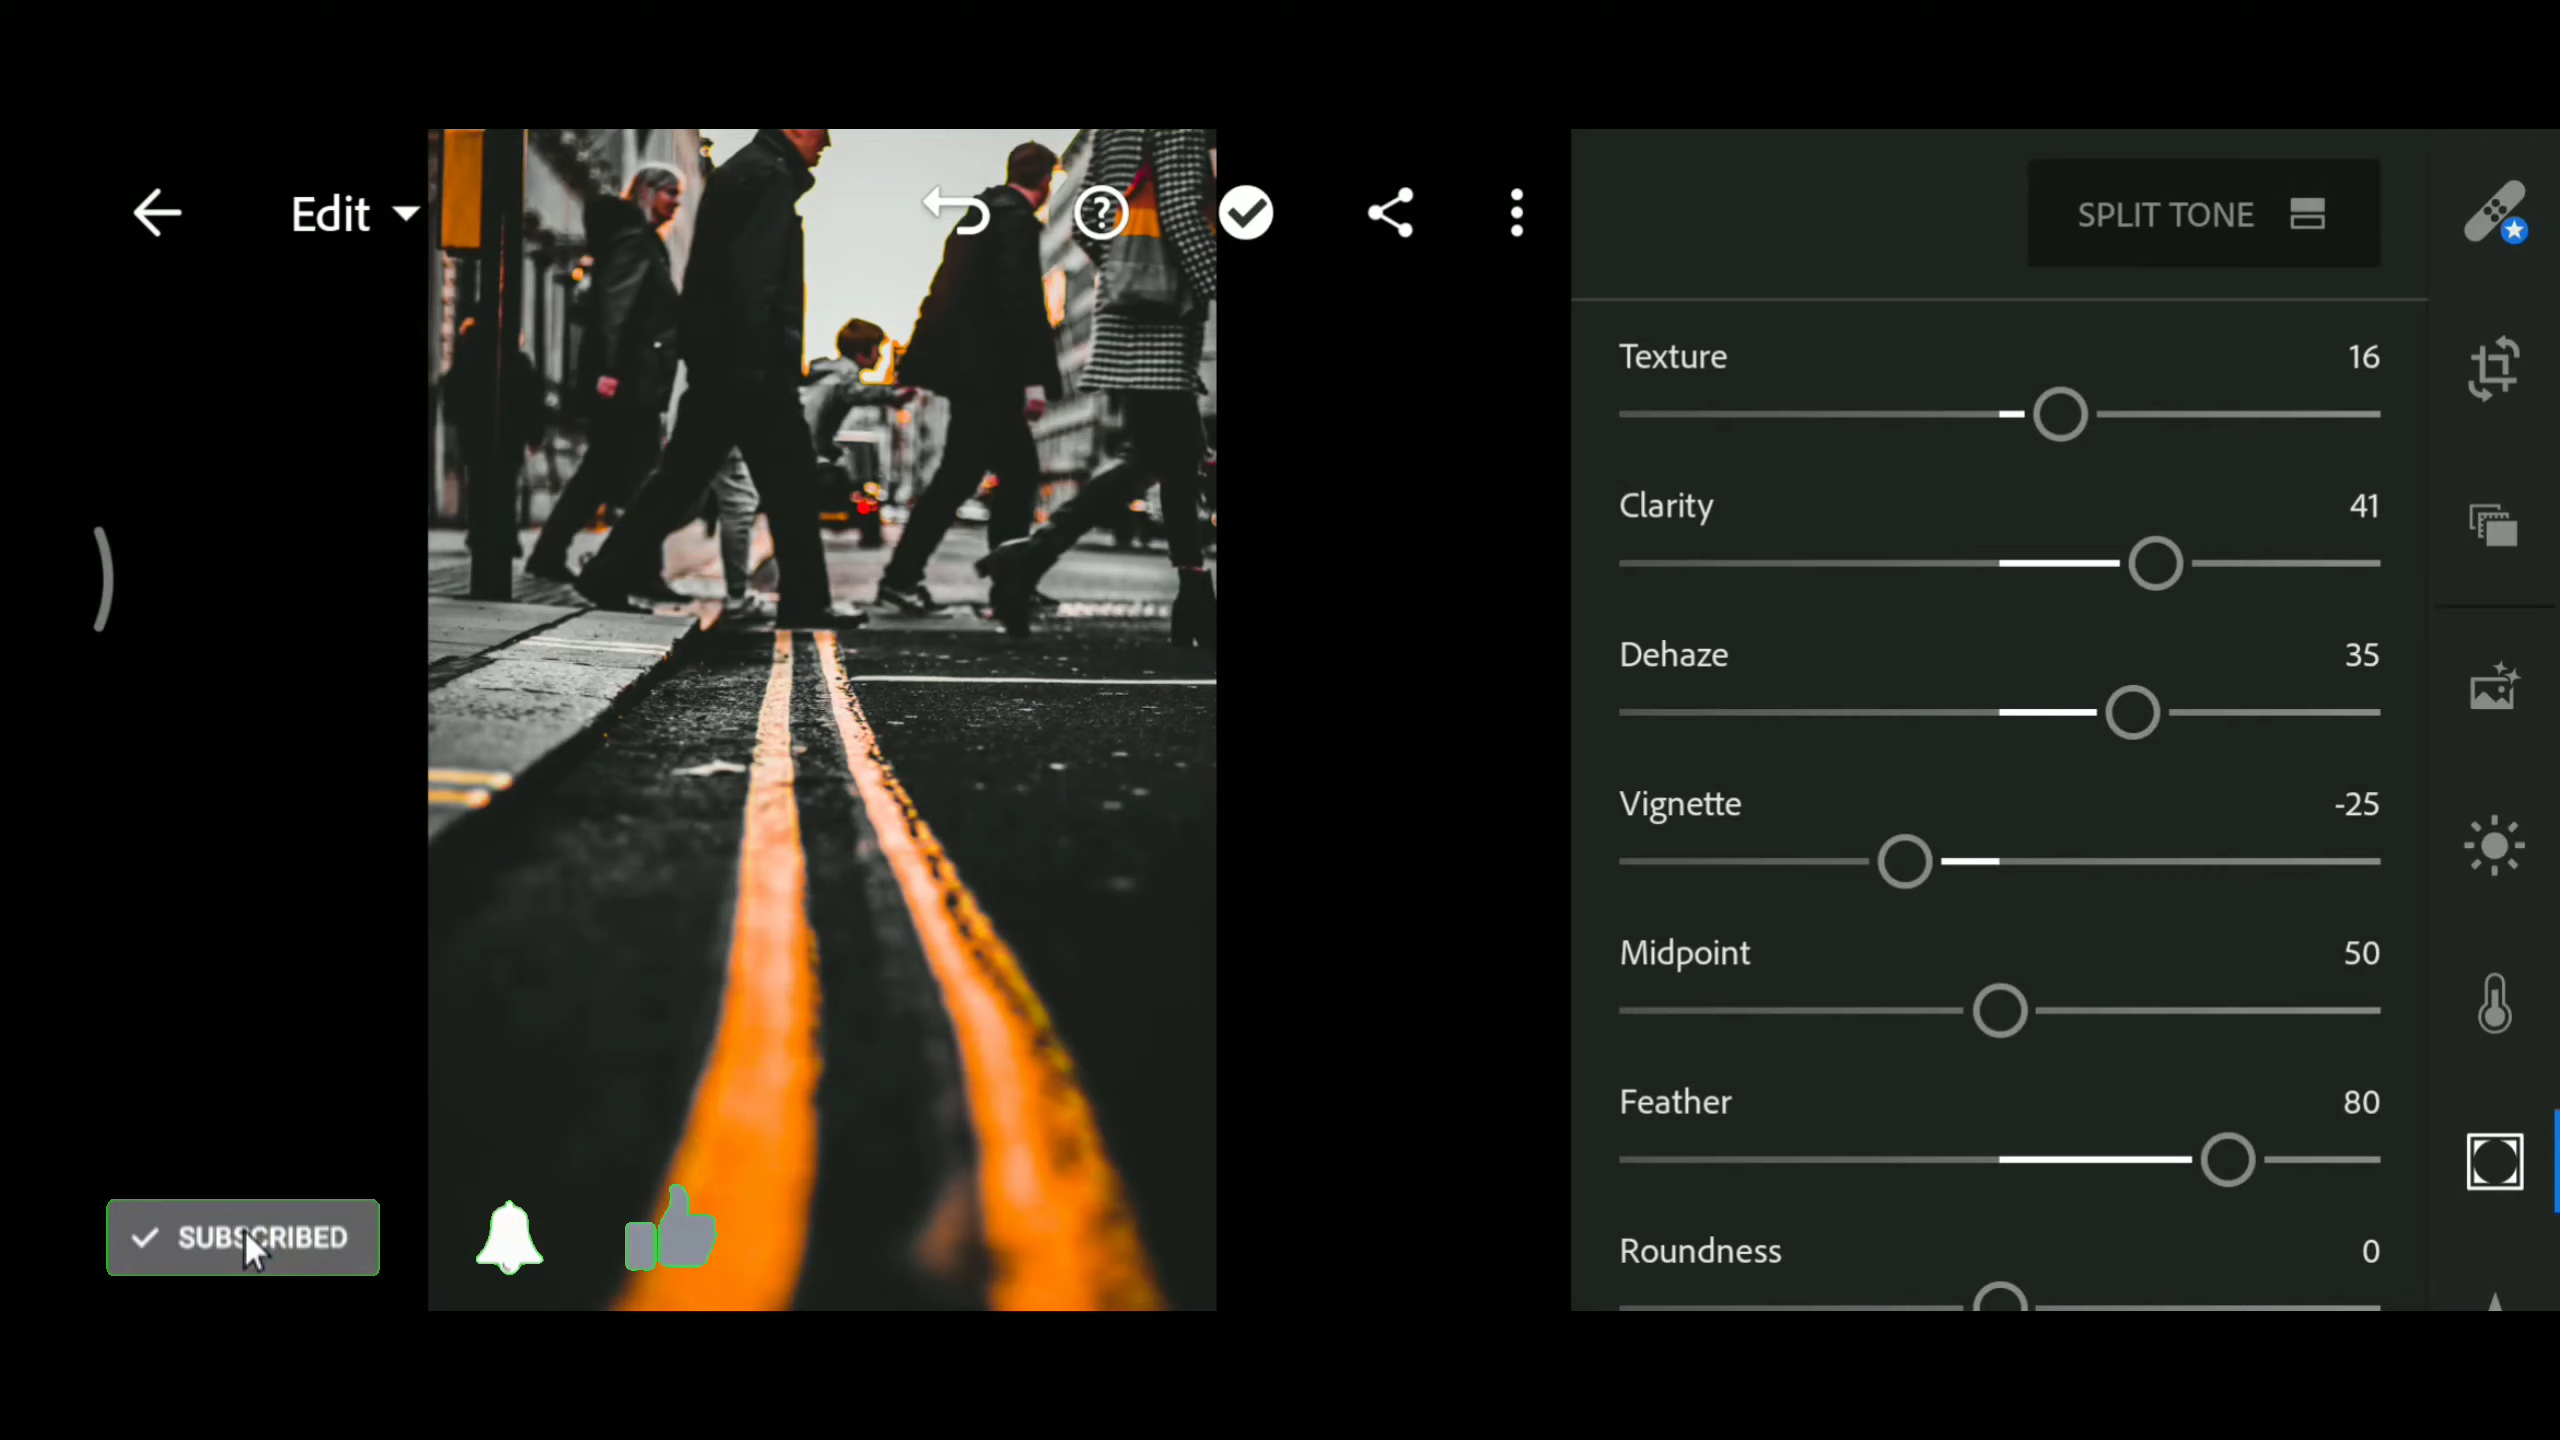 Edit
?
SPLIT TONE
Texture 16
Clarity 41
Dehaze 35
Vignette -25
Midpoint 50
Feather 80
Roundness 0
SUBSCRIBED